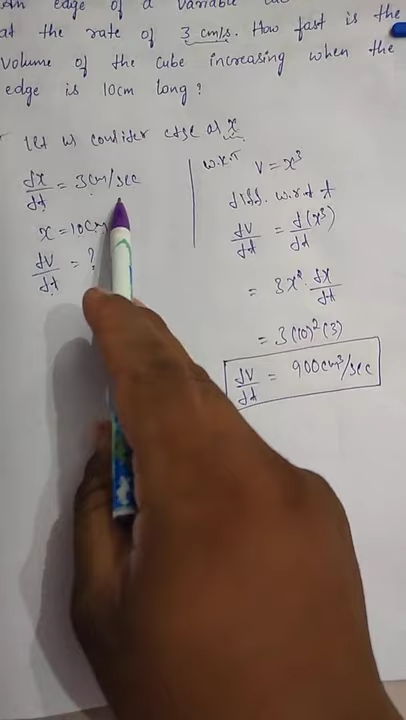 An edge of a variable
at the rate of 3 cm/s. How fast is the
volume of the cube increasing when the
edge is 10cm long?
Let us consider edge as x
dx/dt = 3cm/sec
x = 10cm
dv/dt = ?
w.k.T V = x³
diff. w.r.t t
dv/dt = d(x³)/dt
= 3x² . dx/dt
= 3(10)²(3)
dv/dt = 900cm³/sec